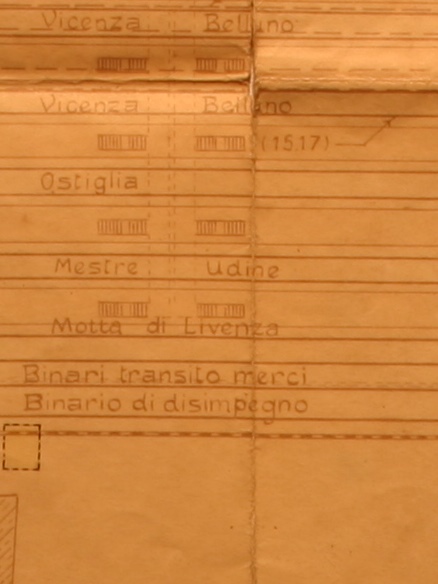 Vicenza Belluno
Vicenza Belluno
(15.17)
Ostiglia
Mestre Udine
Motta di Livenza
Binari transito merci
Binario di disimpegno